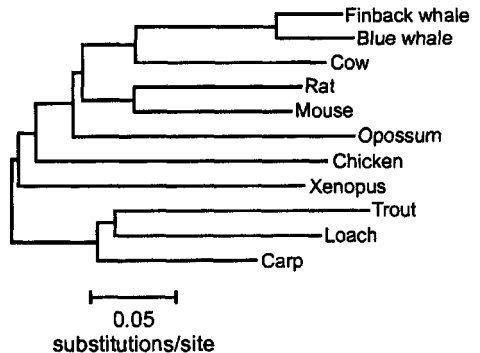 Finback whale
Blue whale
Cow
Rat
Mouse
Opossum
Chicken
Xenopus
Trout
Loach
Carp
0.05
substitutions/site